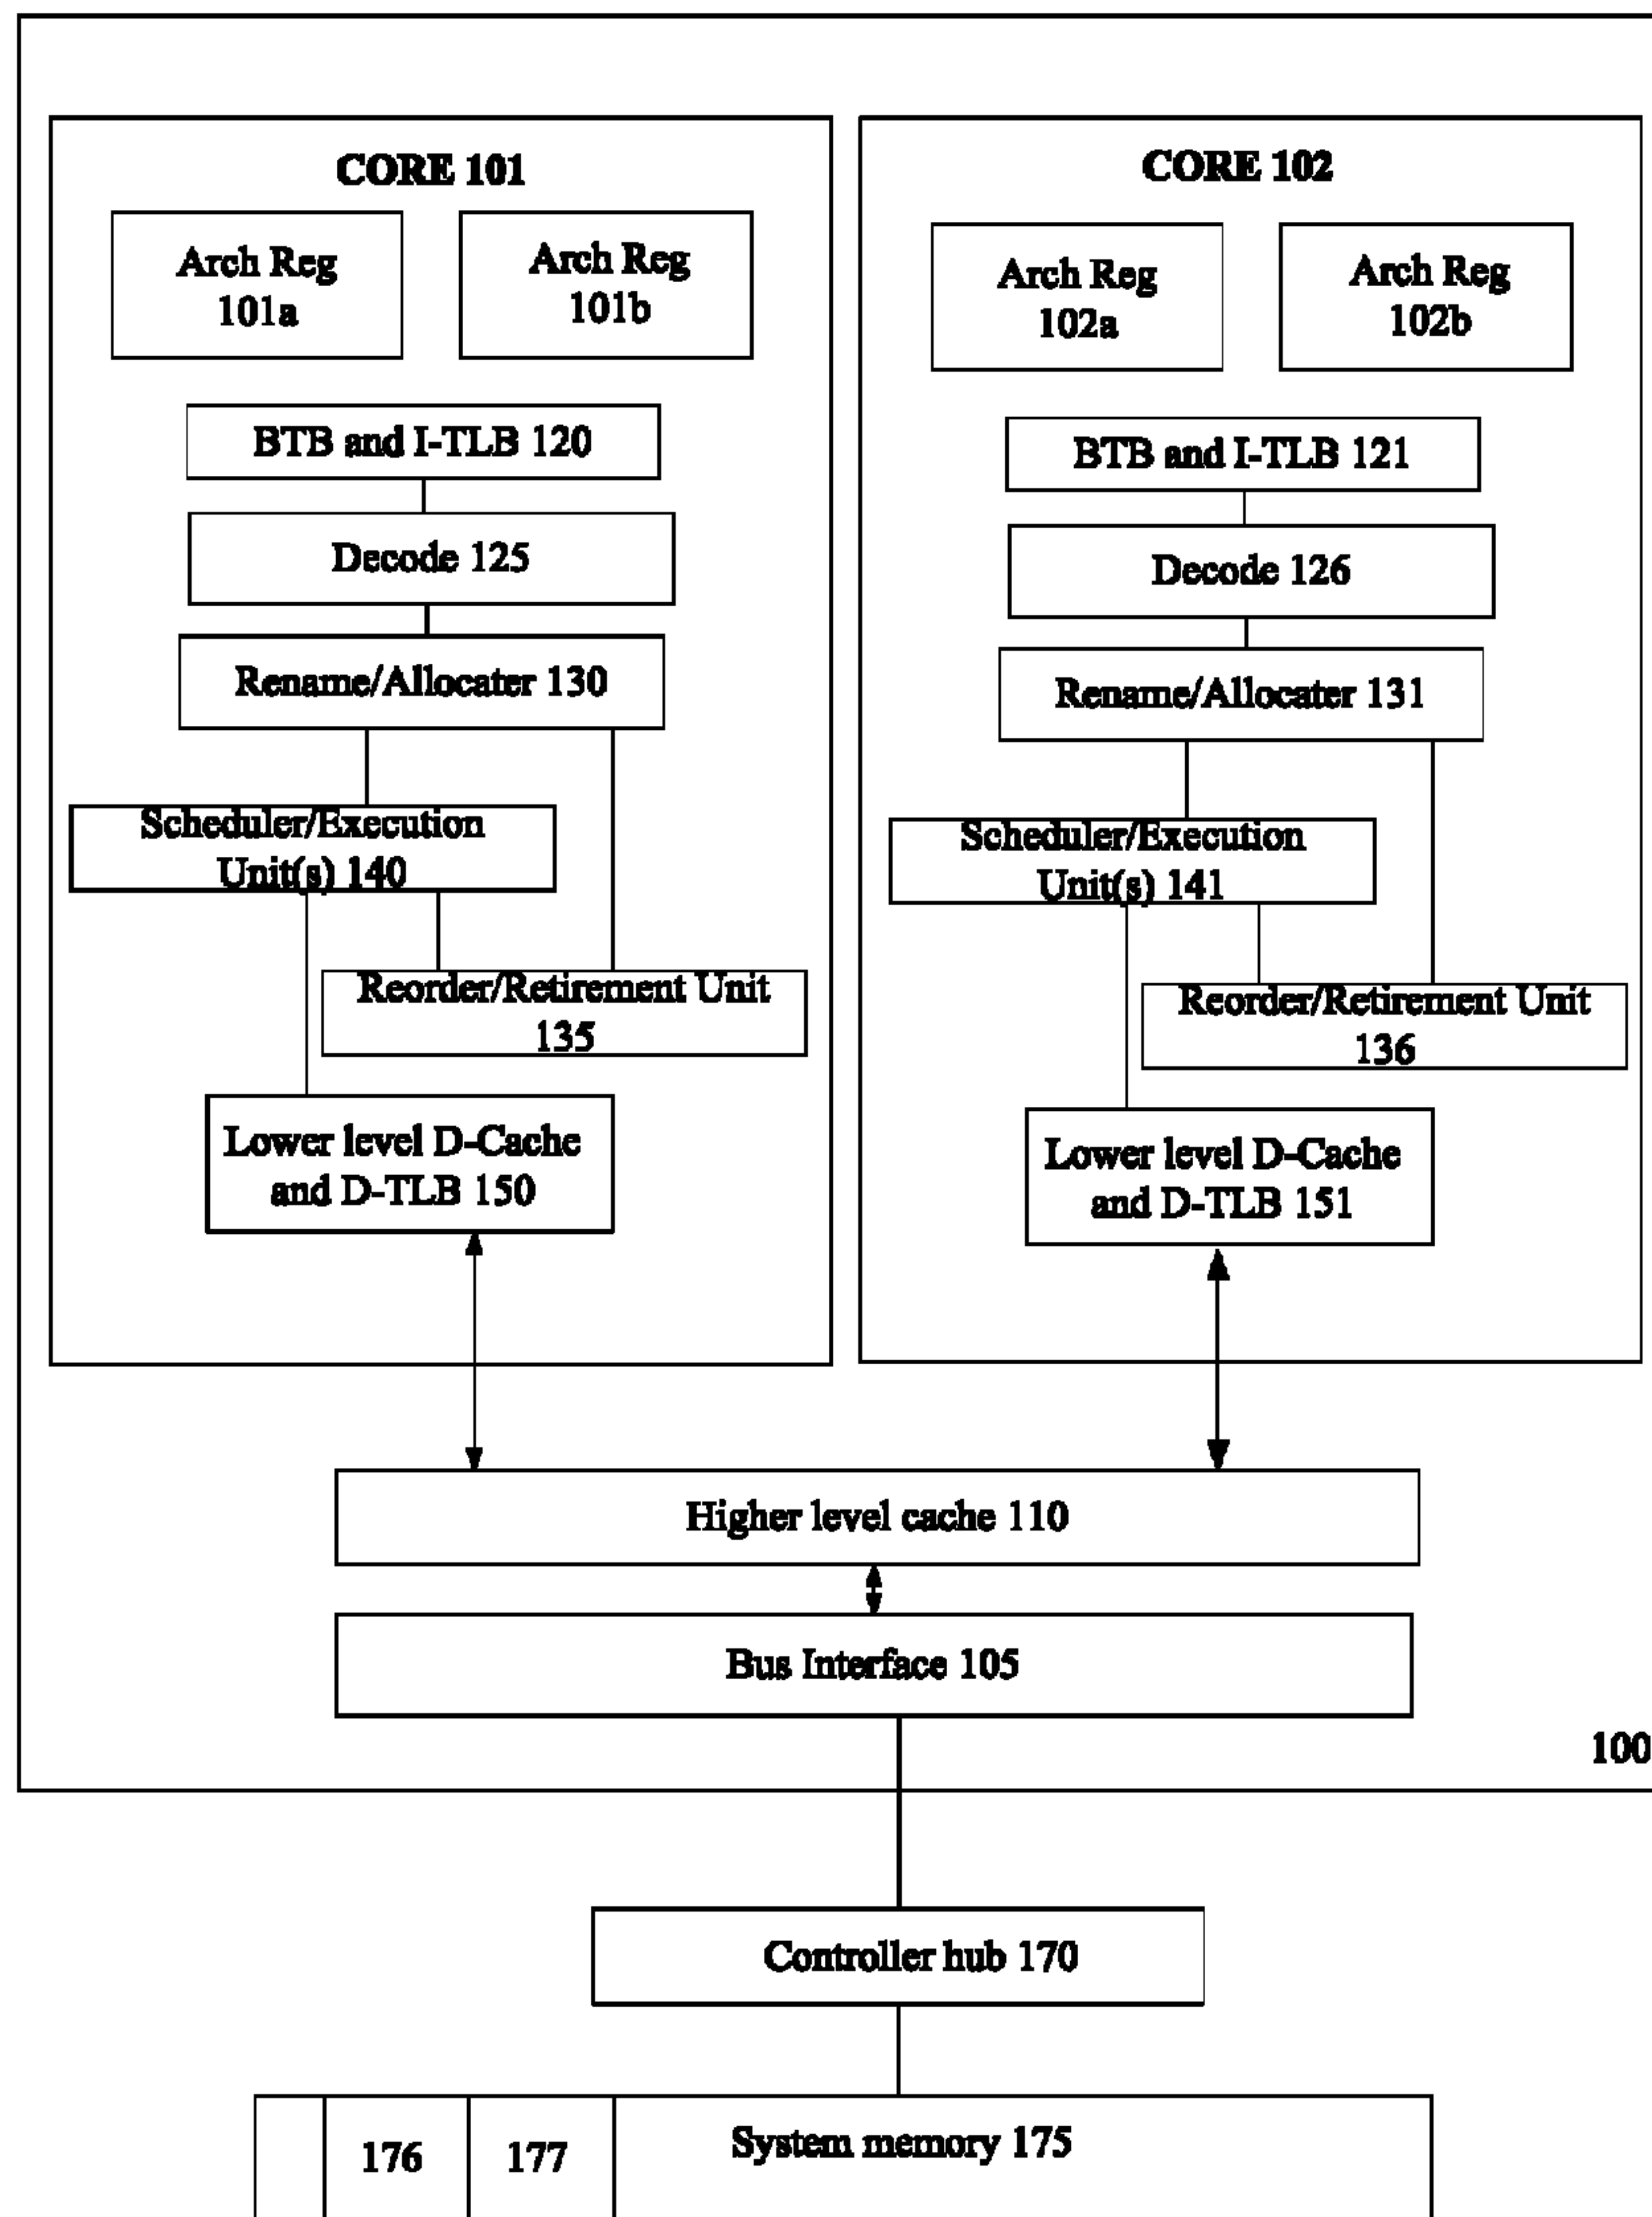 CORE 101
Arch Reg
101a
Arch Reg
101b
BTB and I-TLB 120
Decode 125
Rename/Allocater 130
Scheduler/Execution
Unit(s) 140
Reorder/Retirement Unit
135
Lower level D-Cache
and D-TLB 150
CORE 102
Arch Reg
102a
Arch Reg
102b
BTB and I-TLB 121
Decode 126
Rename/Allocater 131
Scheduler/Execution
Unit(s) 141
Reorder/Retirement Unit
136
Lower level D-Cache
and D-TLB 151
Higher level cache 110
Bus Interface 105
100
Controller hub 170
176
177
System memory 175